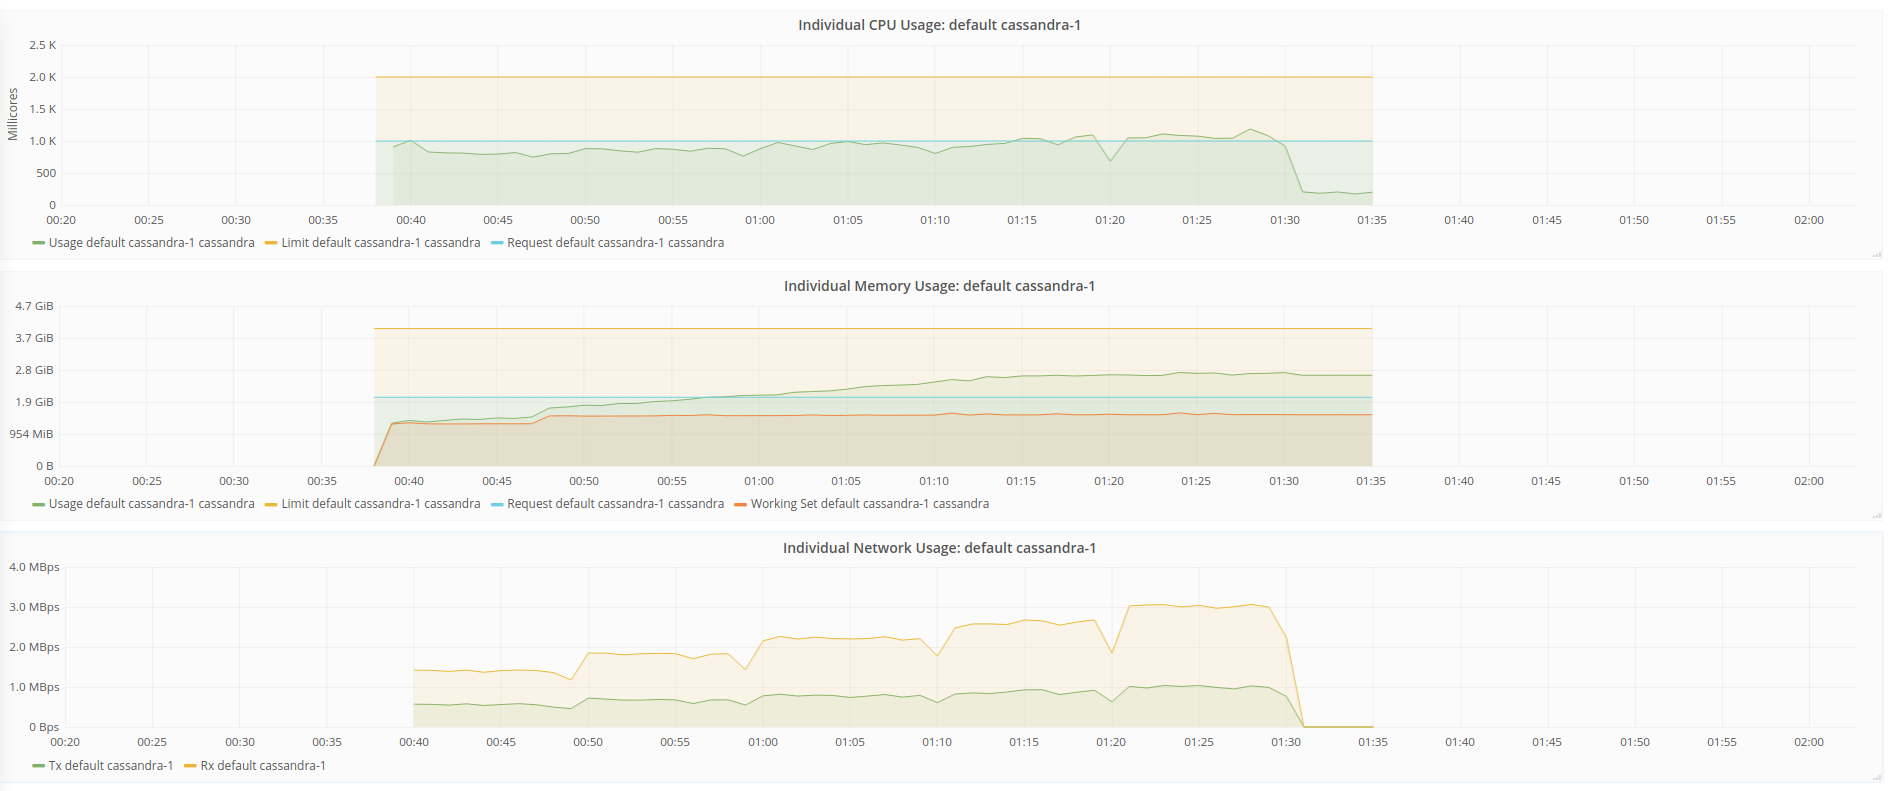 Individual CPU Usage: default cassandra-1
2.5 K
2.0 K
1.5 K
1.0 K
500
0
Millicores
00:20 00:25 00:30 00:35 00:40 00:45 00:50 00:55 01:00 01:05 01:10 01:15 01:20 01:25 01:30 01:35 01:40 01:45 01:50 01:55 02:00
Usage default cassandra-1 cassandra Limit default cassandra-1 cassandra Request default cassandra-1 cassandra
Individual Memory Usage: default cassandra-1
4.7 GiB
3.7 GiB
2.8 GiB
1.9 GiB
954 MiB
0 B
00:20 00:25 00:30 00:35 00:40 00:45 00:50 00:55 01:00 01:05 01:10 01:15 01:20 01:25 01:30 01:35 01:40 01:45 01:50 01:55 02:00
Usage default cassandra-1 cassandra Limit default cassandra-1 cassandra Request default cassandra-1 cassandra Working Set default cassandra-1 cassandra
Individual Network Usage: default cassandra-1
4.0 MBps
3.0 MBps
2.0 MBps
1.0 MBps
0 Bps
00:20 00:25 00:30 00:35 00:40 00:45 00:50 00:55 01:00 01:05 01:10 01:15 01:20 01:25 01:30 01:35 01:40 01:45 01:50 01:55 02:00
Tx default cassandra-1 Rx default cassandra-1